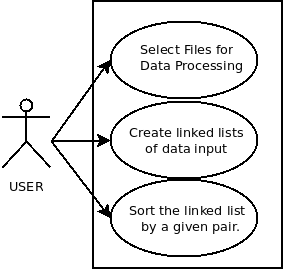 Select Files for
Data Processing
Create linked lists
of data input
USER
Sort the linked list
by a given pair.